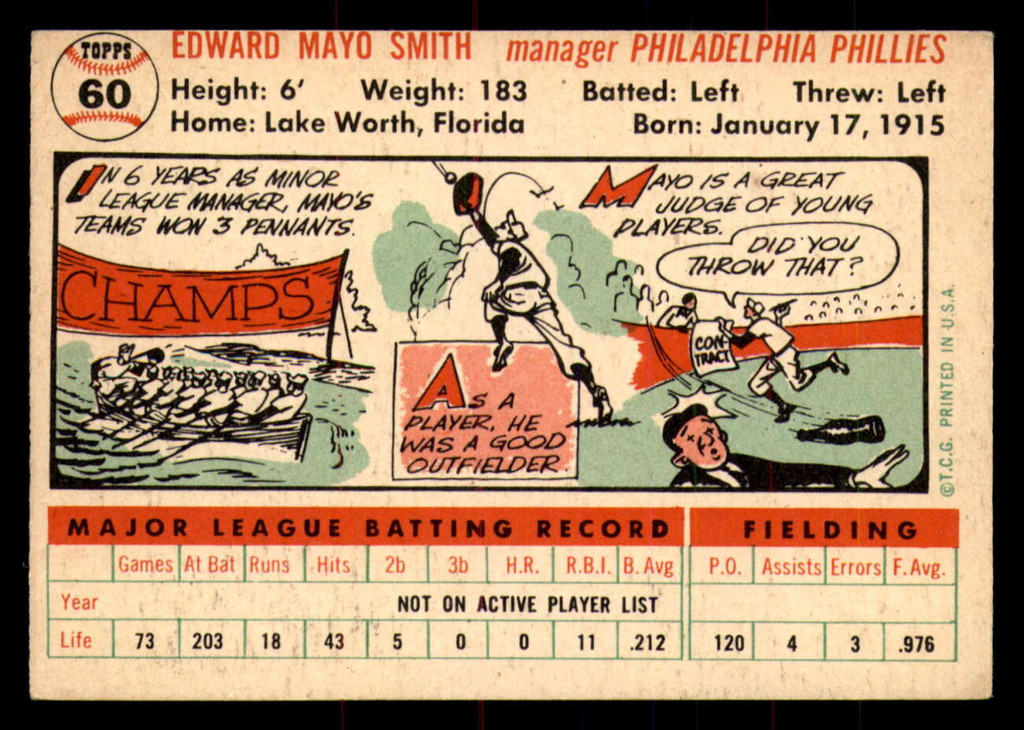 TOPPS
60
EDWARD MAYO SMITH manager PHILADELPHIA PHILLIES
Height: 6' Weight: 183 Batted: Left Threw: Left
Home: Lake Worth, Florida Born: January 17, 1915
IN 6 YEARS AS MINOR
LEAGUE MANAGER, MAYO'S
TEAMS WON 3 PENNANTS.
CHAMPS
AS A
PLAYER, HE
WAS A GOOD
OUTFIELDER
MAYO IS A GREAT
JUDGE OF YOUNG
PLAYERS.
DID YOU
THROW THAT?
CON-
TRACT
©T.C.G. PRINTED IN U.S.A.
MAJOR LEAGUE BATTING RECORD FIELDING
Games At Bat Runs Hits 2b 3b H.R. R.B.I. B. Avg P.O. Assists Errors F. Avg.
Year NOT ON ACTIVE PLAYER LIST
Life 73 203 18 43 5 0 0 11 .212 120 4 3 .976